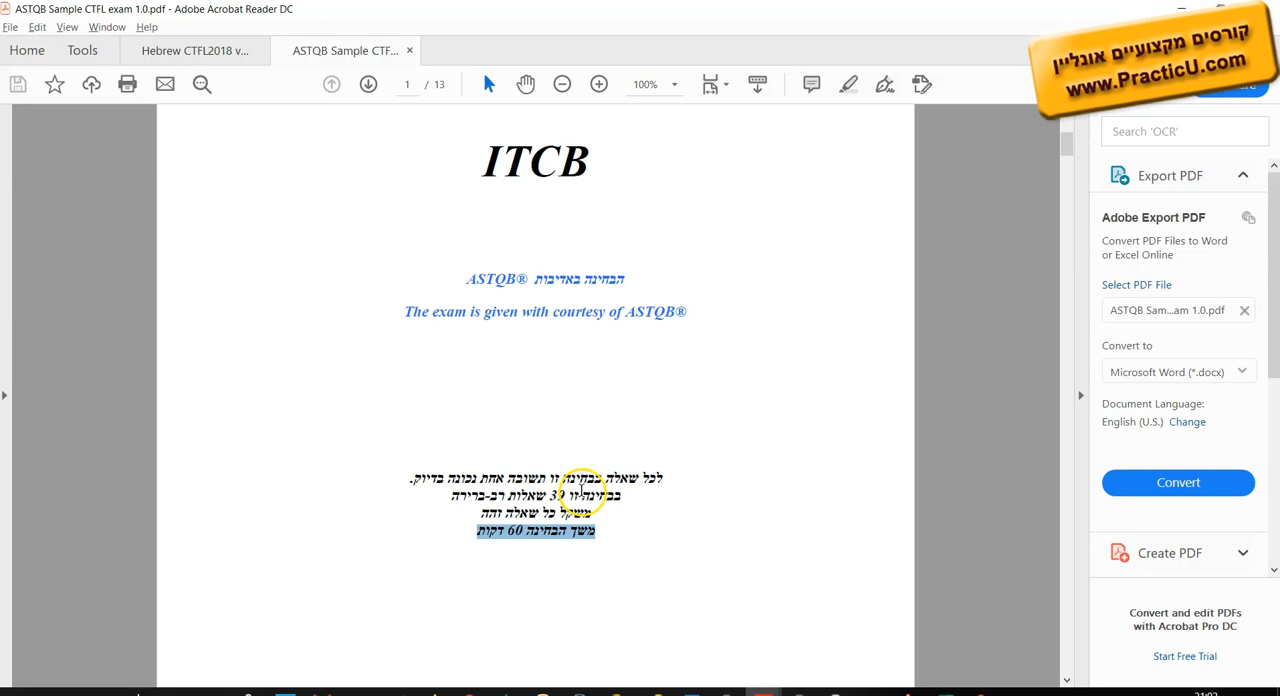 ASTQB Sample CTFL exam 1.0.pdf - Adobe Acrobat Reader DC
File Edit View Window Help
Home Tools Hebrew CTFL2018 v... ASTQB Sample CTF... ×
קורסים מקצועיים אונליין
www.PracticU.com
1 / 13 100%
Search 'OCR'
ITCB
הבחינה באדיבות ASTQB®
The exam is given with courtesy of ASTQB®
לכל שאלה בבחינה זו תשובה אחת נכונה בדיוק.
בבחינה זו 39 שאלות רב-ברירה
משקל כל שאלה זהה
משך הבחינה 60 דקות
Export PDF
Adobe Export PDF
Convert PDF Files to Word
or Excel Online
Select PDF File
ASTQB Sam...am 1.0.pdf
Convert to
Microsoft Word (*.docx)
Document Language:
English (U.S.) Change
Convert
Create PDF
Convert and edit PDFs
with Acrobat Pro DC
Start Free Trial